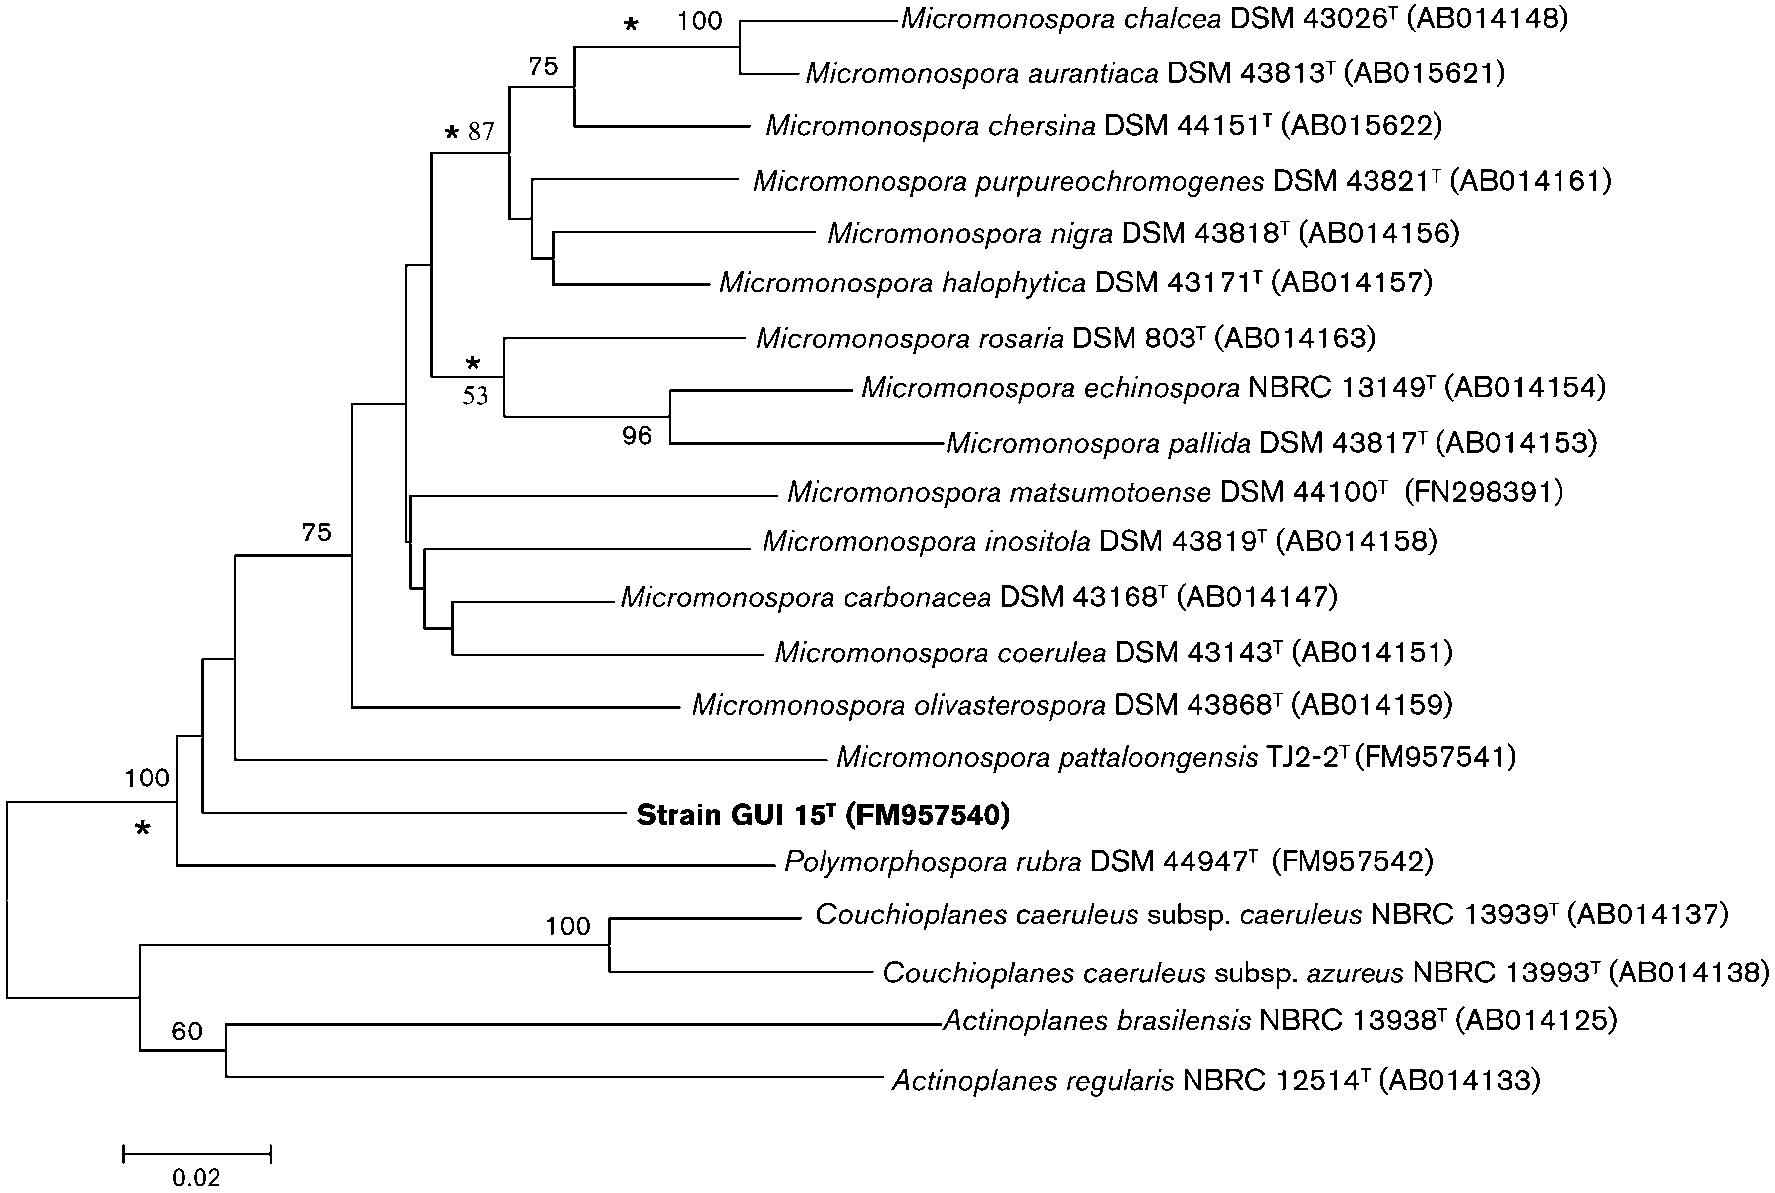 * 100 Micromonospora chalcea DSM 43026ᵀ (AB014148)
75 Micromonospora aurantiaca DSM 43813ᵀ (AB015621)
* 87 Micromonospora chersina DSM 44151ᵀ (AB015622)
Micromonospora purpureochromogenes DSM 43821ᵀ (AB014161)
Micromonospora nigra DSM 43818ᵀ (AB014156)
Micromonospora halophytica DSM 43171ᵀ (AB014157)
Micromonospora rosaria DSM 803ᵀ (AB014163)
*
53 Micromonospora echinospora NBRC 13149ᵀ (AB014154)
96 Micromonospora pallida DSM 43817ᵀ (AB014153)
Micromonospora matsumotoense DSM 44100ᵀ (FN298391)
75 Micromonospora inositola DSM 43819ᵀ (AB014158)
Micromonospora carbonacea DSM 43168ᵀ (AB014147)
Micromonospora coerulea DSM 43143ᵀ (AB014151)
Micromonospora olivasterospora DSM 43868ᵀ (AB014159)
Micromonospora pattaloongensis TJ2-2ᵀ (FM957541)
100
* Strain GUI 15ᵀ (FM957540)
Polymorphospora rubra DSM 44947ᵀ (FM957542)
100 Couchioplanes caeruleus subsp. caeruleus NBRC 13939ᵀ (AB014137)
Couchioplanes caeruleus subsp. azureus NBRC 13993ᵀ (AB014138)
60 Actinoplanes brasilensis NBRC 13938ᵀ (AB014125)
Actinoplanes regularis NBRC 12514ᵀ (AB014133)
0.02